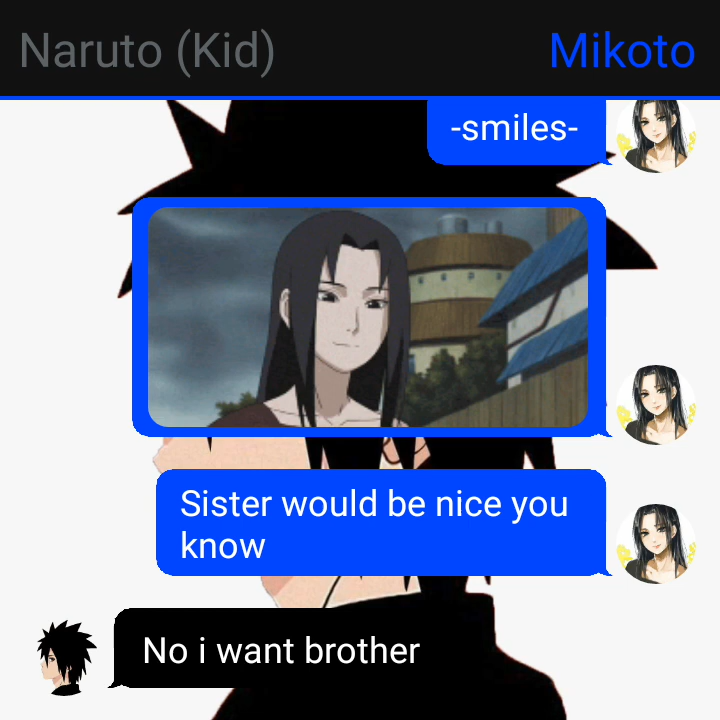 Naruto (Kid)
Mikoto
-smiles-
Sister would be nice you
know
No i want brother